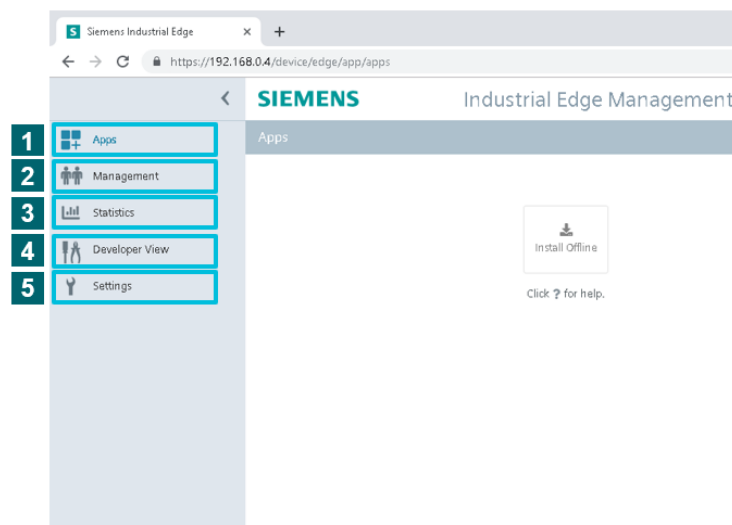 S Siemens Industrial Edge × +
https://192.168.0.4/device/edge/app/apps
SIEMENS Industrial Edge Management
1 Apps
Apps
2 Management
3 Statistics
4 Developer View
5 Settings
Install Offline
Click ? for help.